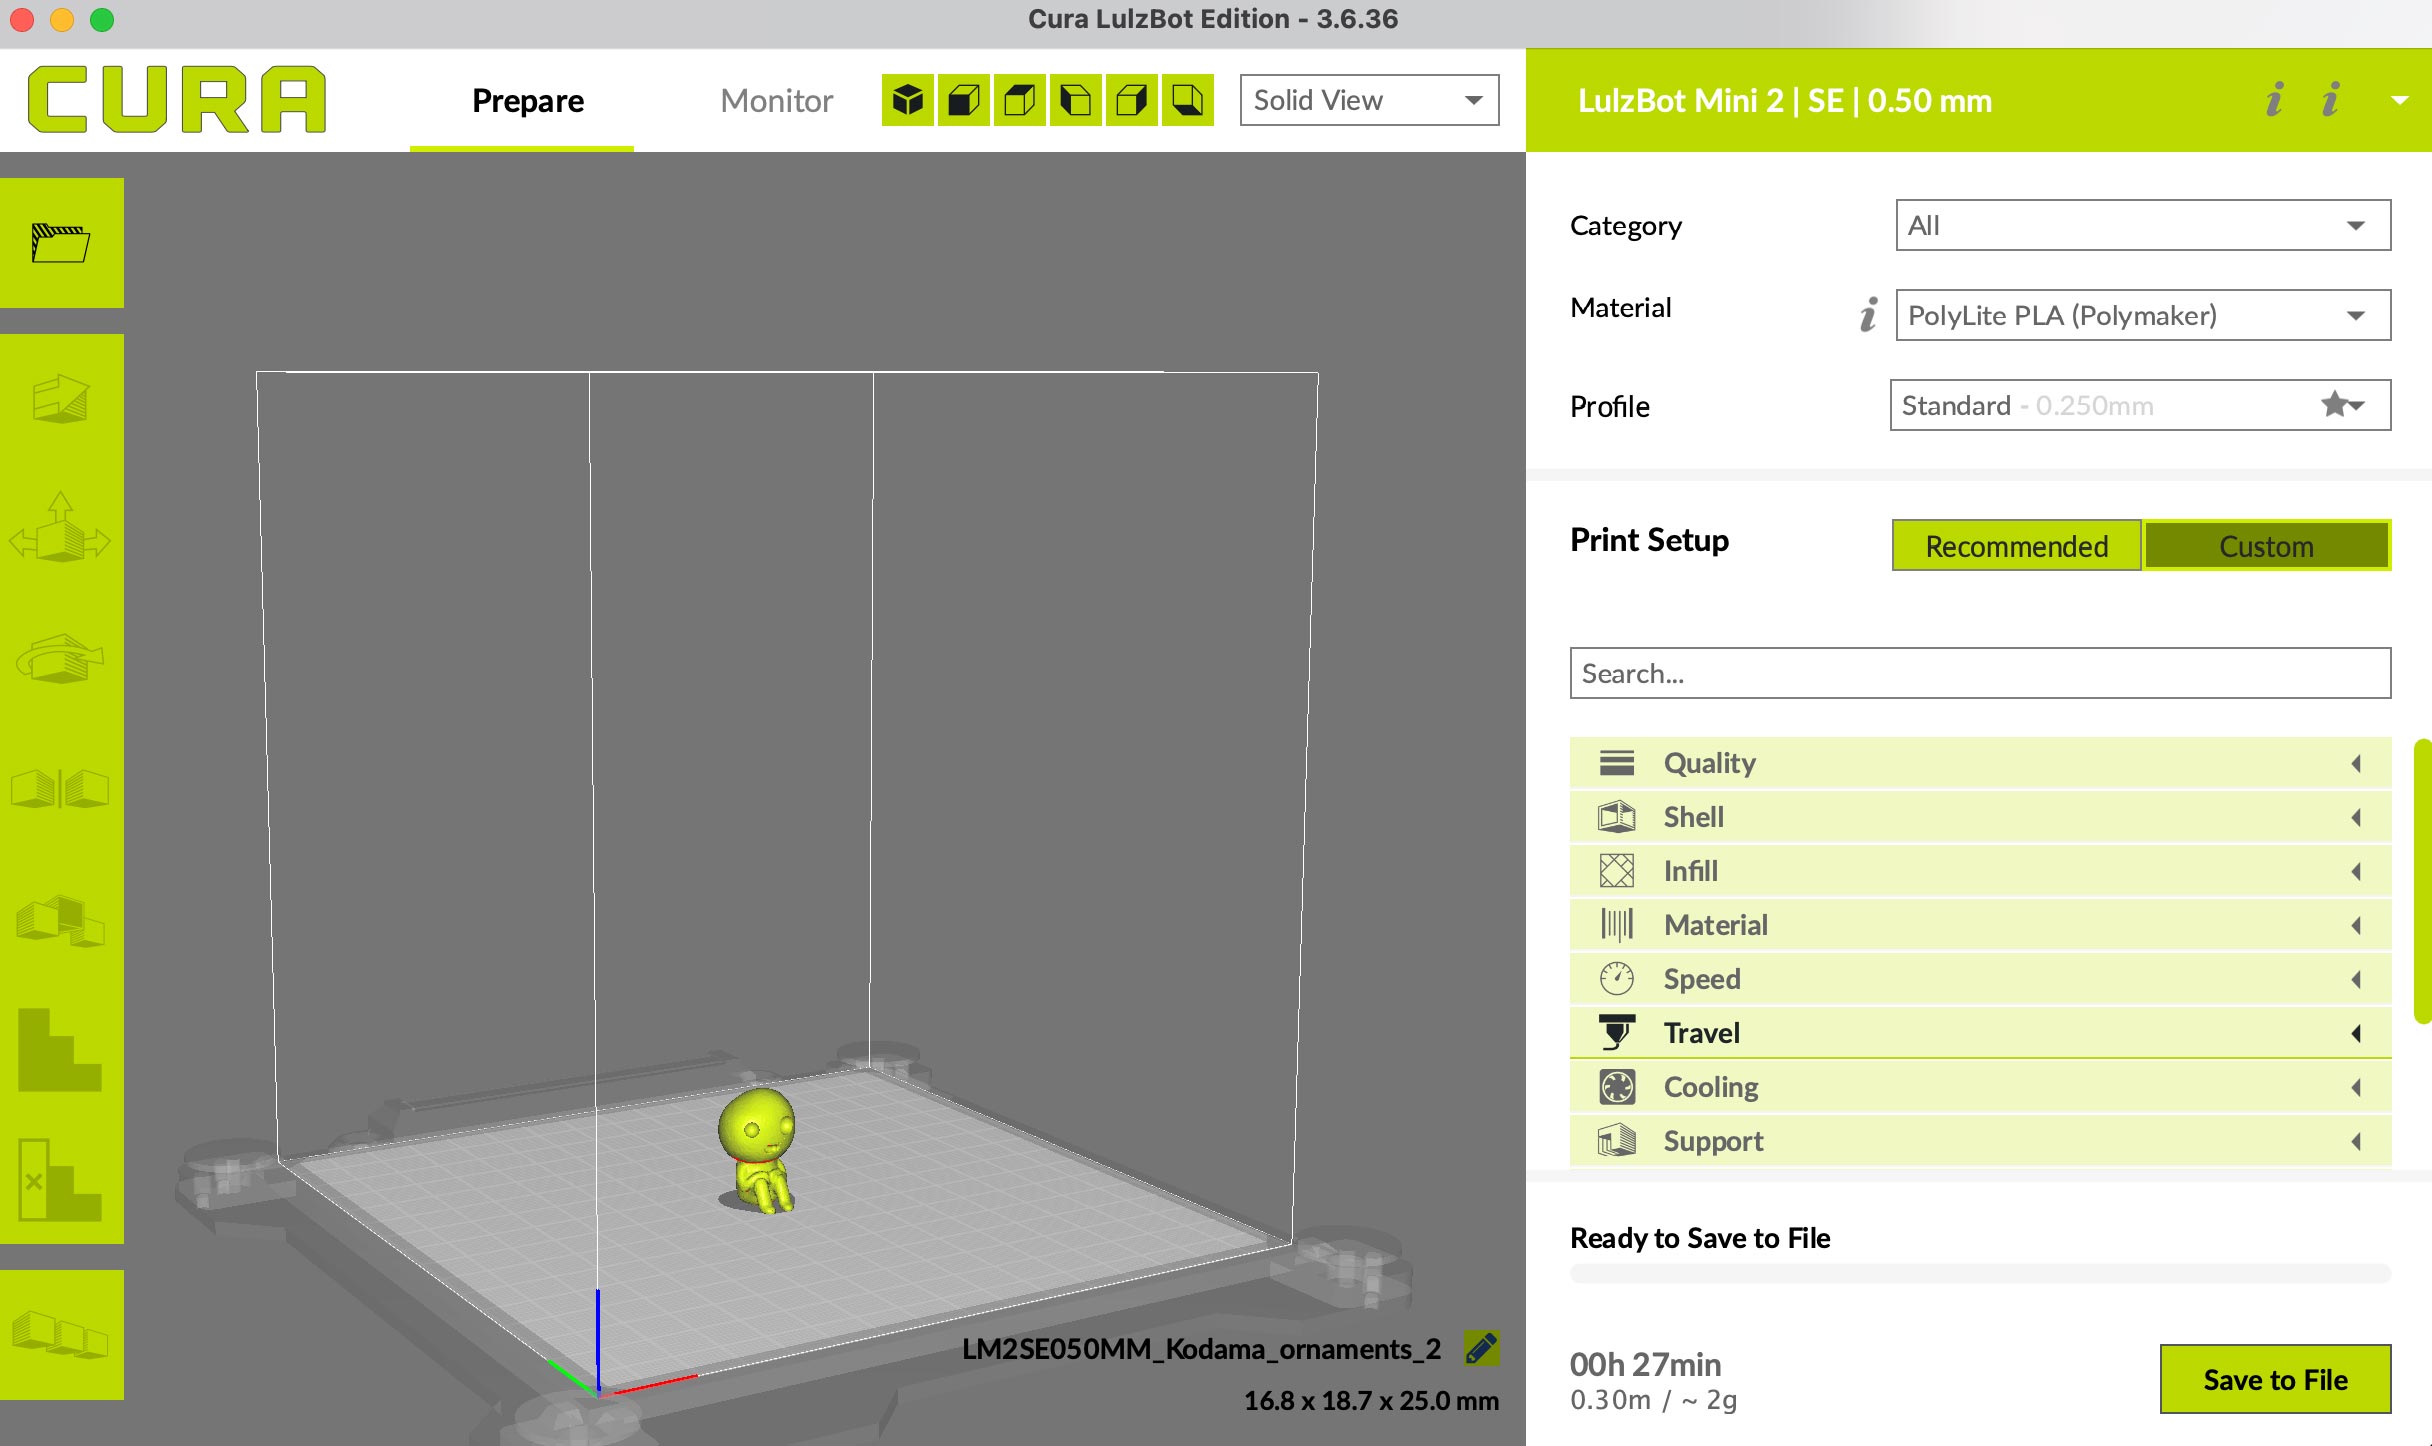 Cura LulzBot Edition - 3.6.36
CURA
Prepare
Monitor
Solid View
LulzBot Mini 2 | SE | 0.50 mm
Category
All
Material
PolyLite PLA (Polymaker)
Profile
Standard - 0.250mm
Print Setup
Recommended
Custom
Search...
Quality
Shell
Infill
Material
Speed
Travel
Cooling
Support
Ready to Save to File
LM2SE050MM_Kodama_ornaments_2
16.8 x 18.7 x 25.0 mm
00h 27min
0.30m / ~ 2g
Save to File